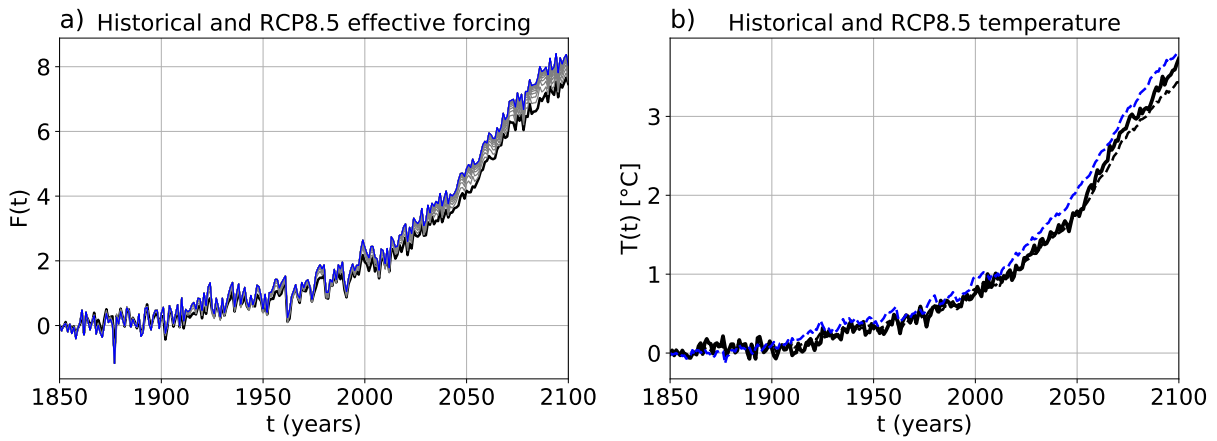 a) Historical and RCP8.5 effective forcing
8
6
4
2
0
F(t)
1850 1900 1950 2000 2050 2100
t (years)
b) Historical and RCP8.5 temperature
3
2
1
0
T(t) [°C]
1850 1900 1950 2000 2050 2100
t (years)